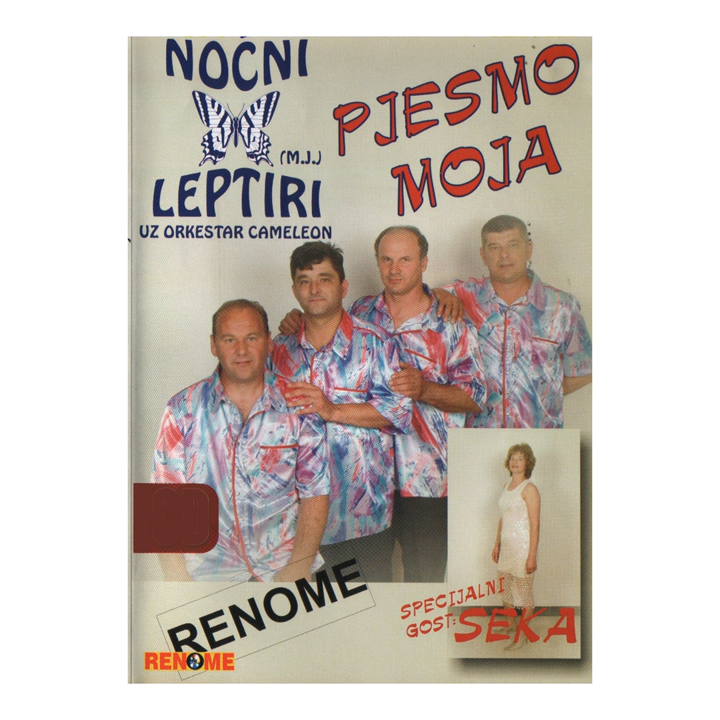 NOĆNI
(M.J.)
LEPTIRI
UZ ORKESTAR CAMELEON
PJESMO
MOJA
RENOME
RENOME
SPECIJALNI
GOST: SEKA